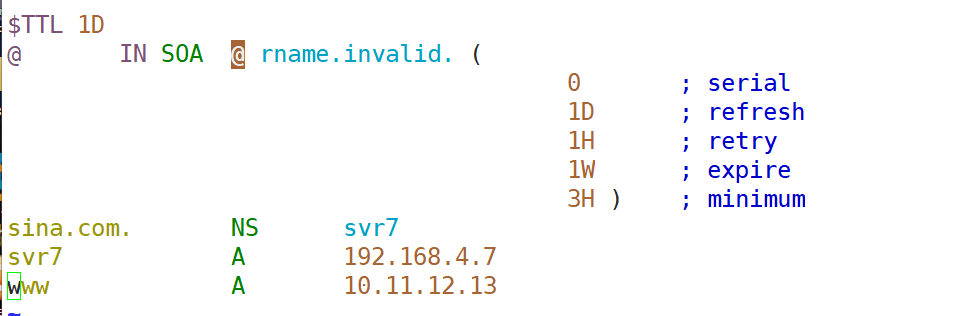 $TTL 1D
@ IN SOA @ rname.invalid. (
0 ; serial
1D ; refresh
1H ; retry
1W ; expire
3H ) ; minimum
sina.com. NS svr7
svr7 A 192.168.4.7
www A 10.11.12.13
~